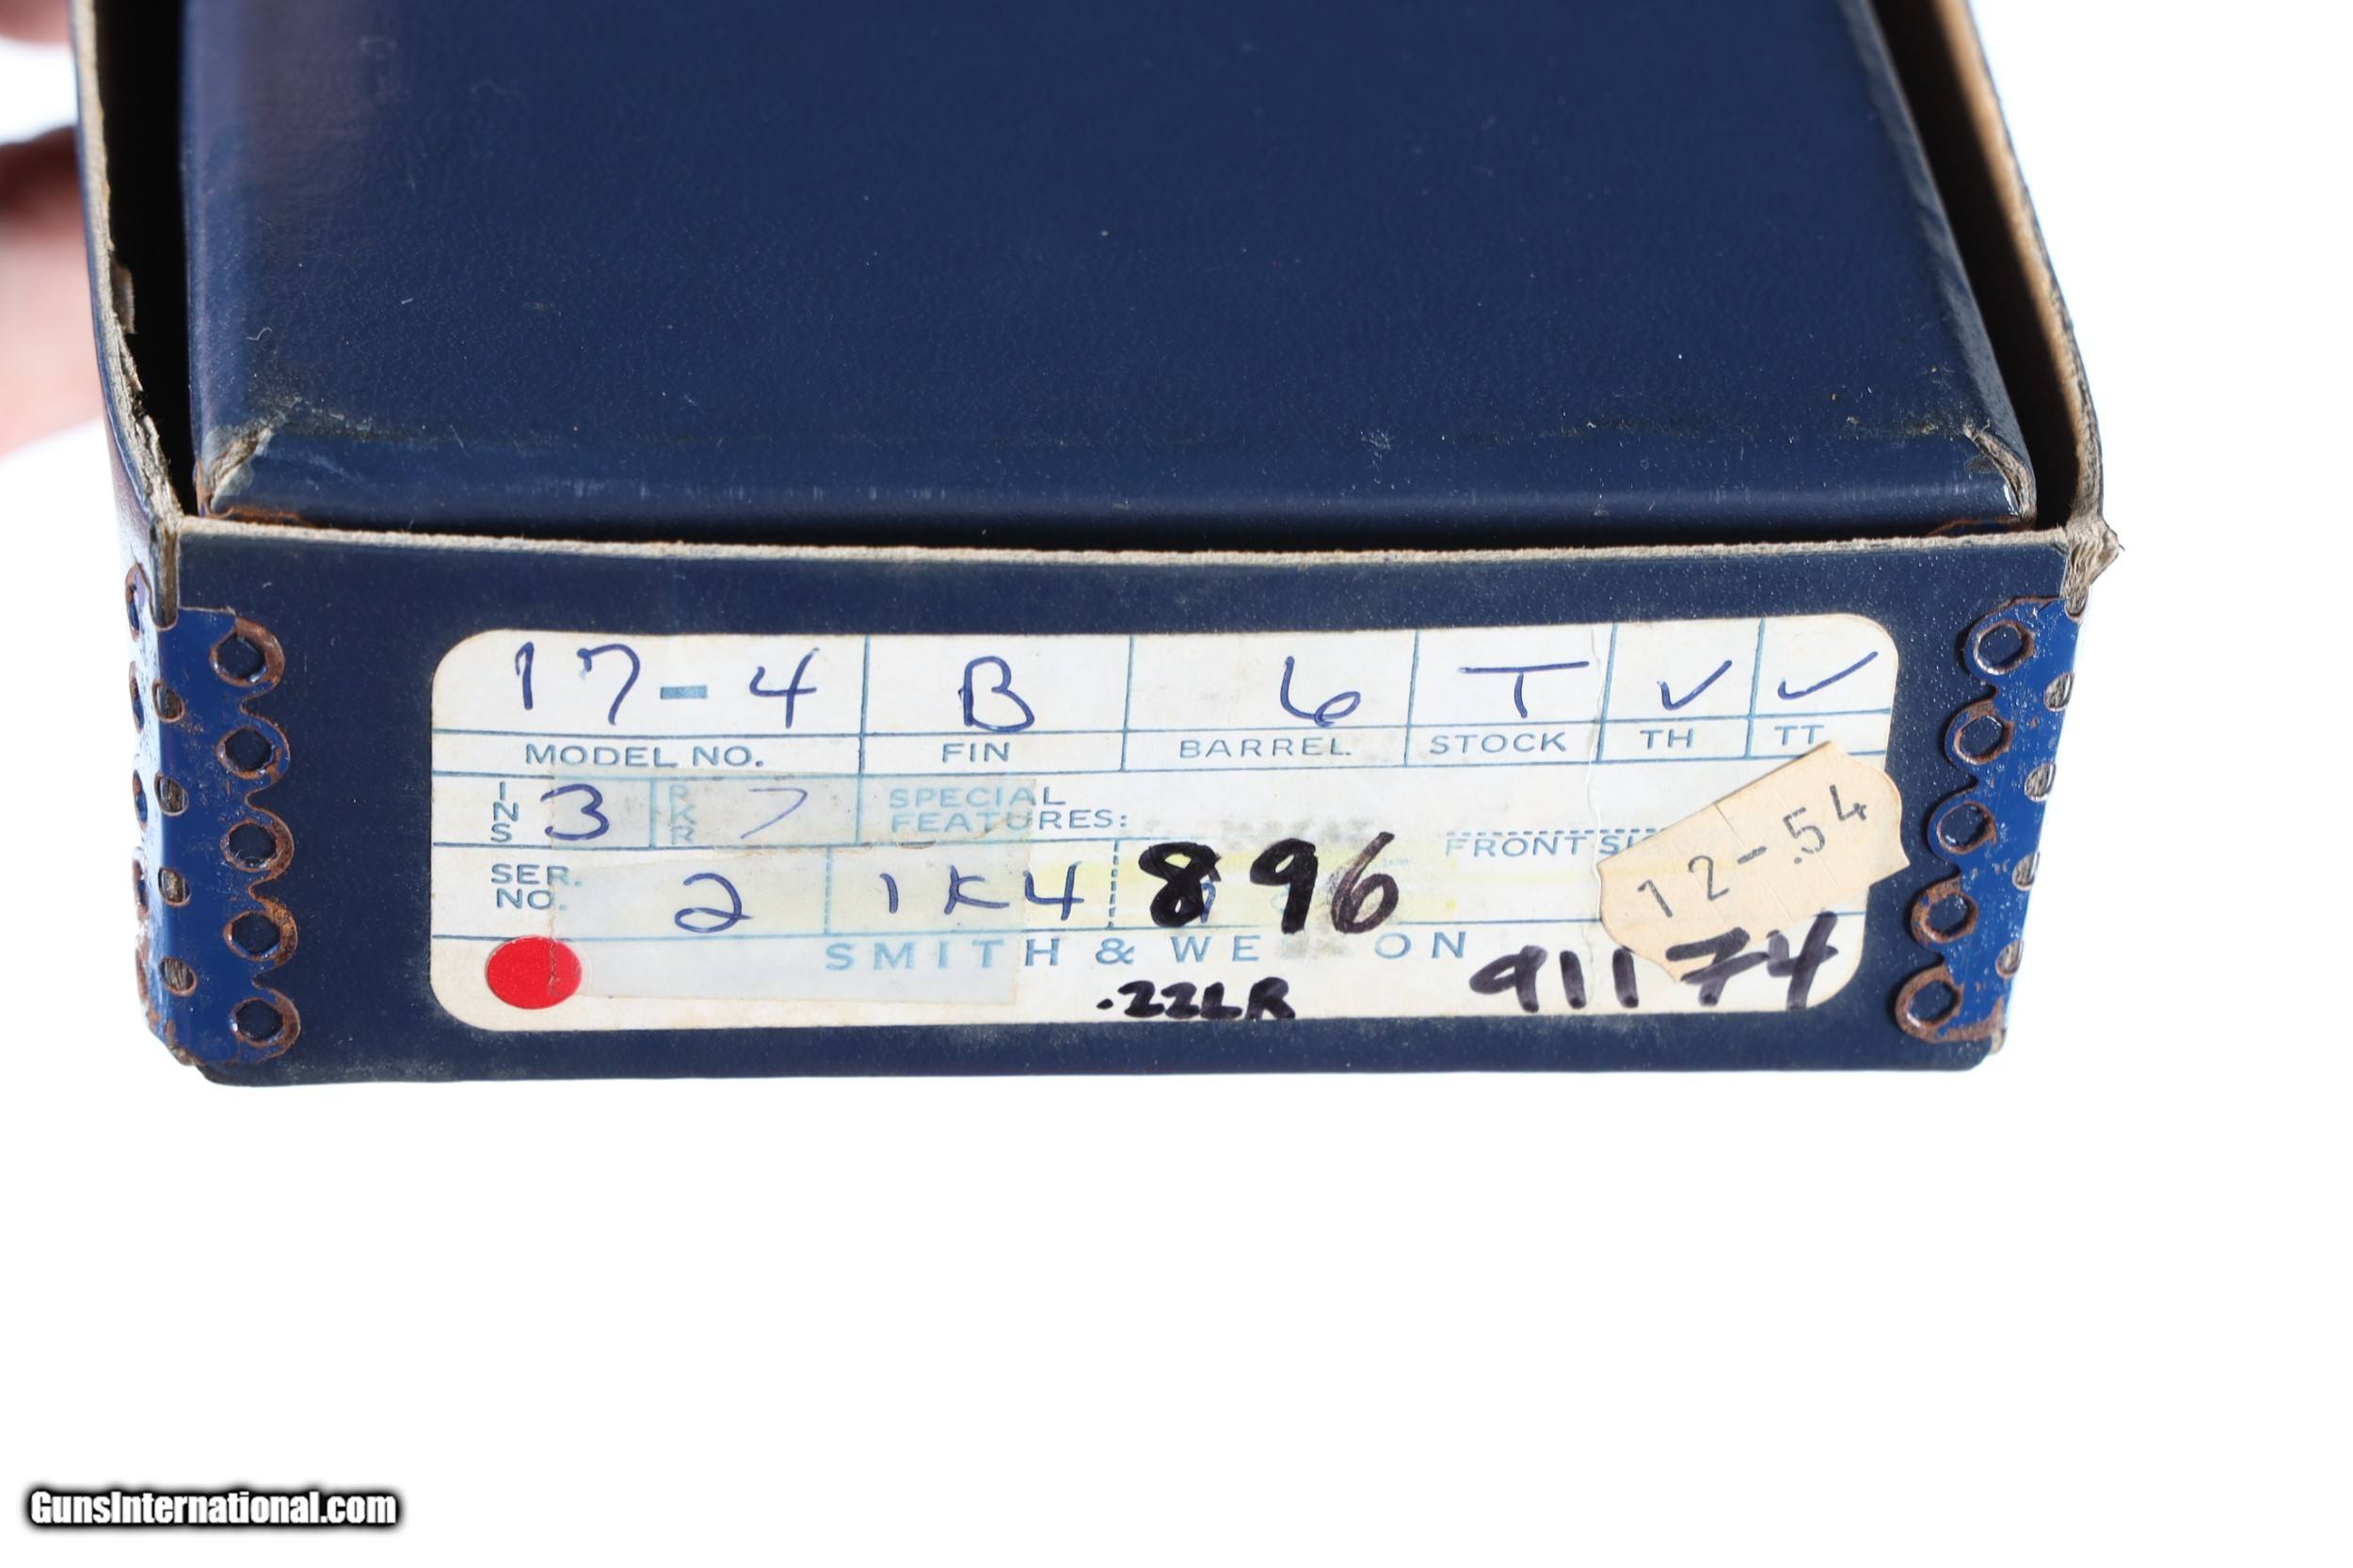 17-4 B 6 T ✓ ✓
MODEL NO. FIN BARREL STOCK TH TT
INS 3 PKR 7 SPECIAL FEATURES:
FRONT
12-.54
SER. NO. 2 1K4 896
SMITH & WE ON
.22LR 91174
GunsInternational.com